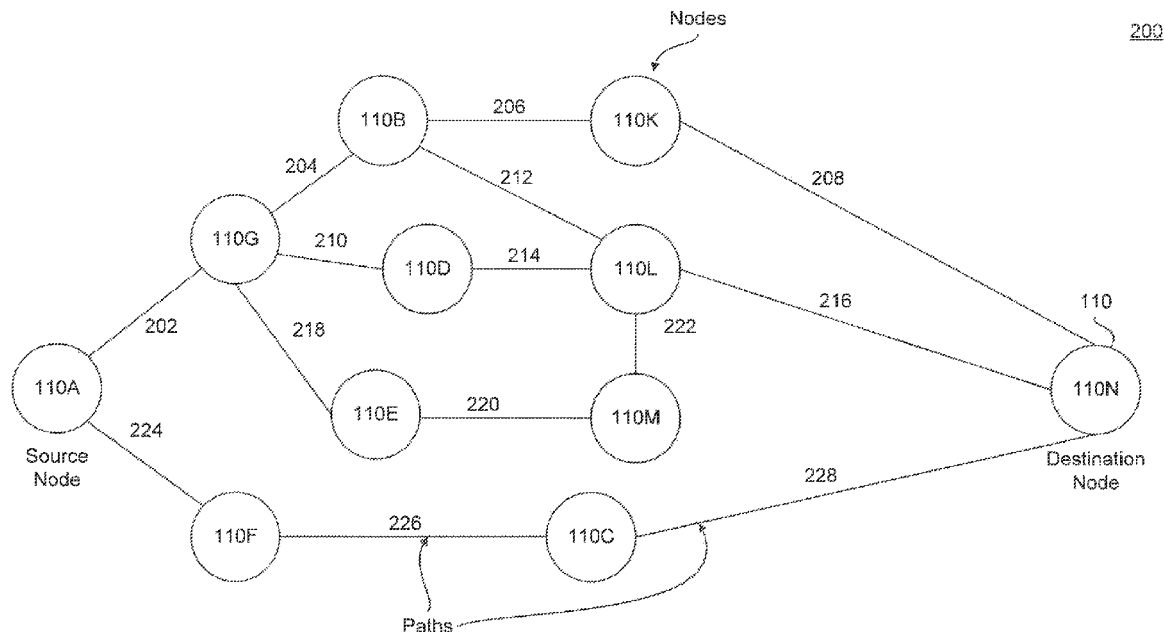 Nodes
200
110B
206
110K
204
212
208
110G
210
110D
214
110L
216
110
202
218
222
110A
110E
220
110M
110N
224
Source
Node
228
Destination
Node
110F
226
110C
Paths